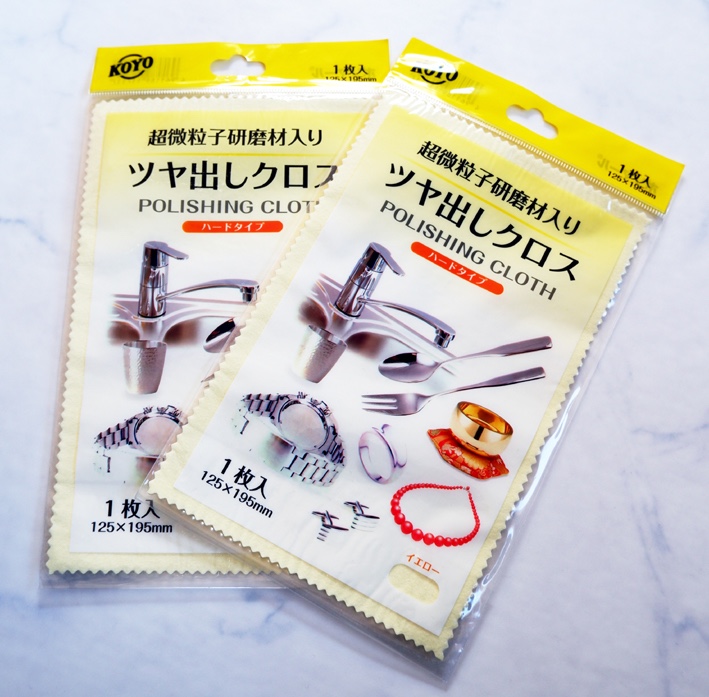 KOYO
1枚入
125×195mm
超微粒子研磨材入り
ツヤ出しクロス
POLISHING CLOT
ハードタイプ
1枚入
125×195mm
KOYO
1枚入
125×195mm
超微粒子研磨材入り
ツヤ出しクロス
POLISHING CLOTH
ハードタイプ
1枚入
125×195mm
イエロー